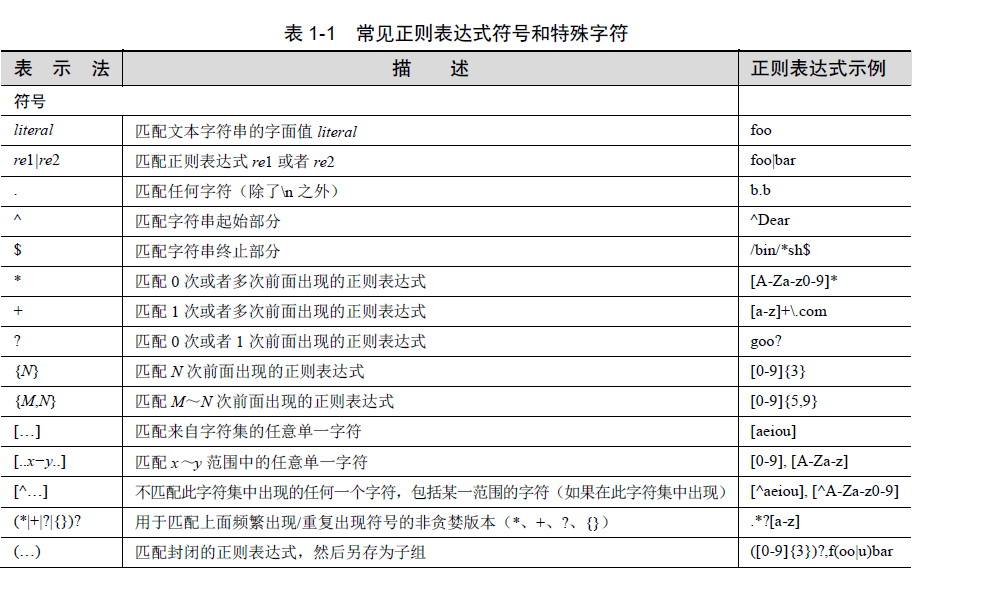 表 1-1 常见正则表达式符号和特殊字符
表 示 法 描 述 正则表达式示例
符号
literal 匹配文本字符串的字面值 literal foo
re1|re2 匹配正则表达式 re1 或者 re2 foo|bar
. 匹配任何字符（除了\n 之外） b.b
^ 匹配字符串起始部分 ^Dear
$ 匹配字符串终止部分 /bin/*sh$
* 匹配 0 次或者多次前面出现的正则表达式 [A-Za-z0-9]*
+ 匹配 1 次或者多次前面出现的正则表达式 [a-z]+\.com
? 匹配 0 次或者 1 次前面出现的正则表达式 goo?
{N} 匹配 N 次前面出现的正则表达式 [0-9]{3}
{M,N} 匹配 M～N 次前面出现的正则表达式 [0-9]{5,9}
[…] 匹配来自字符集的任意单一字符 [aeiou]
[..x−y..] 匹配 x～y 范围中的任意单一字符 [0-9], [A-Za-z]
[^…] 不匹配此字符集中出现的任何一个字符，包括某一范围的字符（如果在此字符集中出现） [^aeiou], [^A-Za-z0-9]
(*|+|?|{})? 用于匹配上面频繁出现/重复出现符号的非贪婪版本（*、+、?、{}） .*?[a-z]
(…) 匹配封闭的正则表达式，然后另存为子组 ([0-9]{3})?,f(oo|u)bar